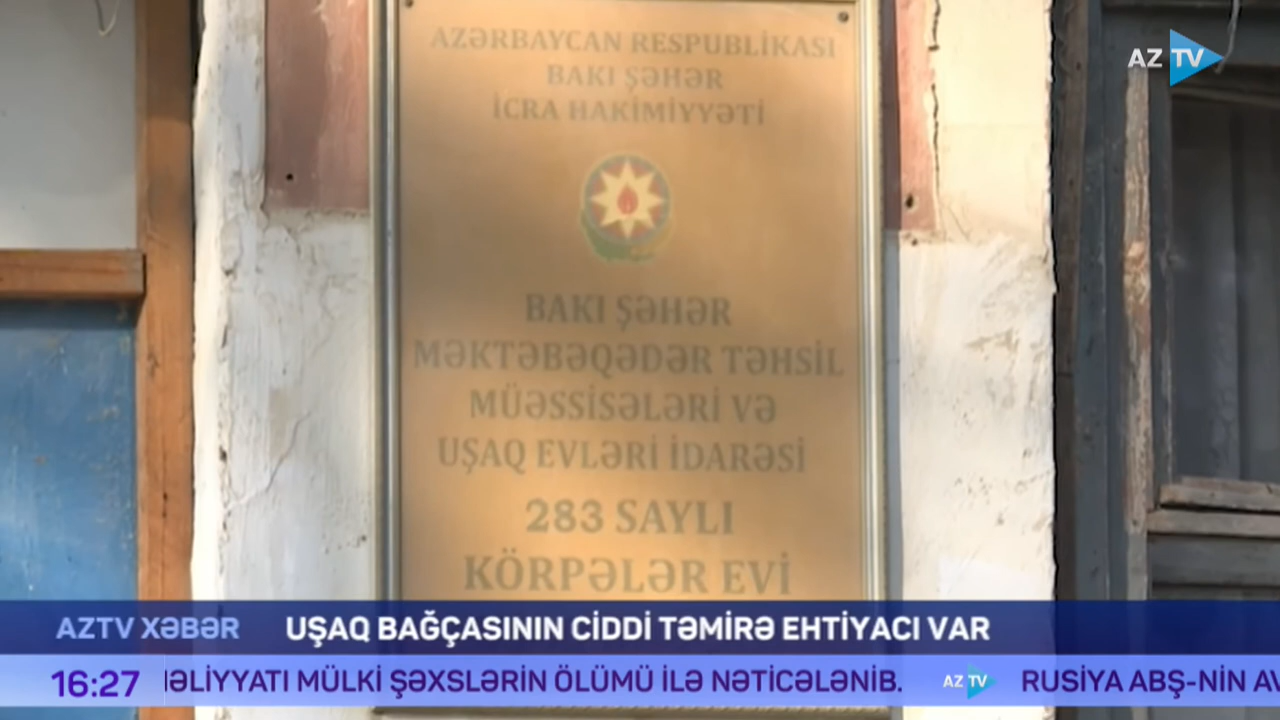 AZƏRBAYCAN RESPUBLİKASI
BAKI ŞƏHƏR
İCRA HAKİMİYYƏTİ
BAKI ŞƏHƏR
MƏKTƏBƏQƏDƏR TƏHSİL
MÜƏSSİSƏLƏRİ VƏ
UŞAQ EVLƏRİ İDARƏSİ
283 SAYLI
KÖRPƏLƏR EVİ
AZ TV
AZTV XƏBƏR UŞAQ BAĞÇASININ CİDDİ TƏMİRƏ EHTİYACI VAR
16:27 ƏLİYYATI MÜLKİ ŞƏXSLƏRİN ÖLÜMÜ İLƏ NƏTİCƏLƏNİB. AZ TV RUSİYA ABŞ-NİN AV